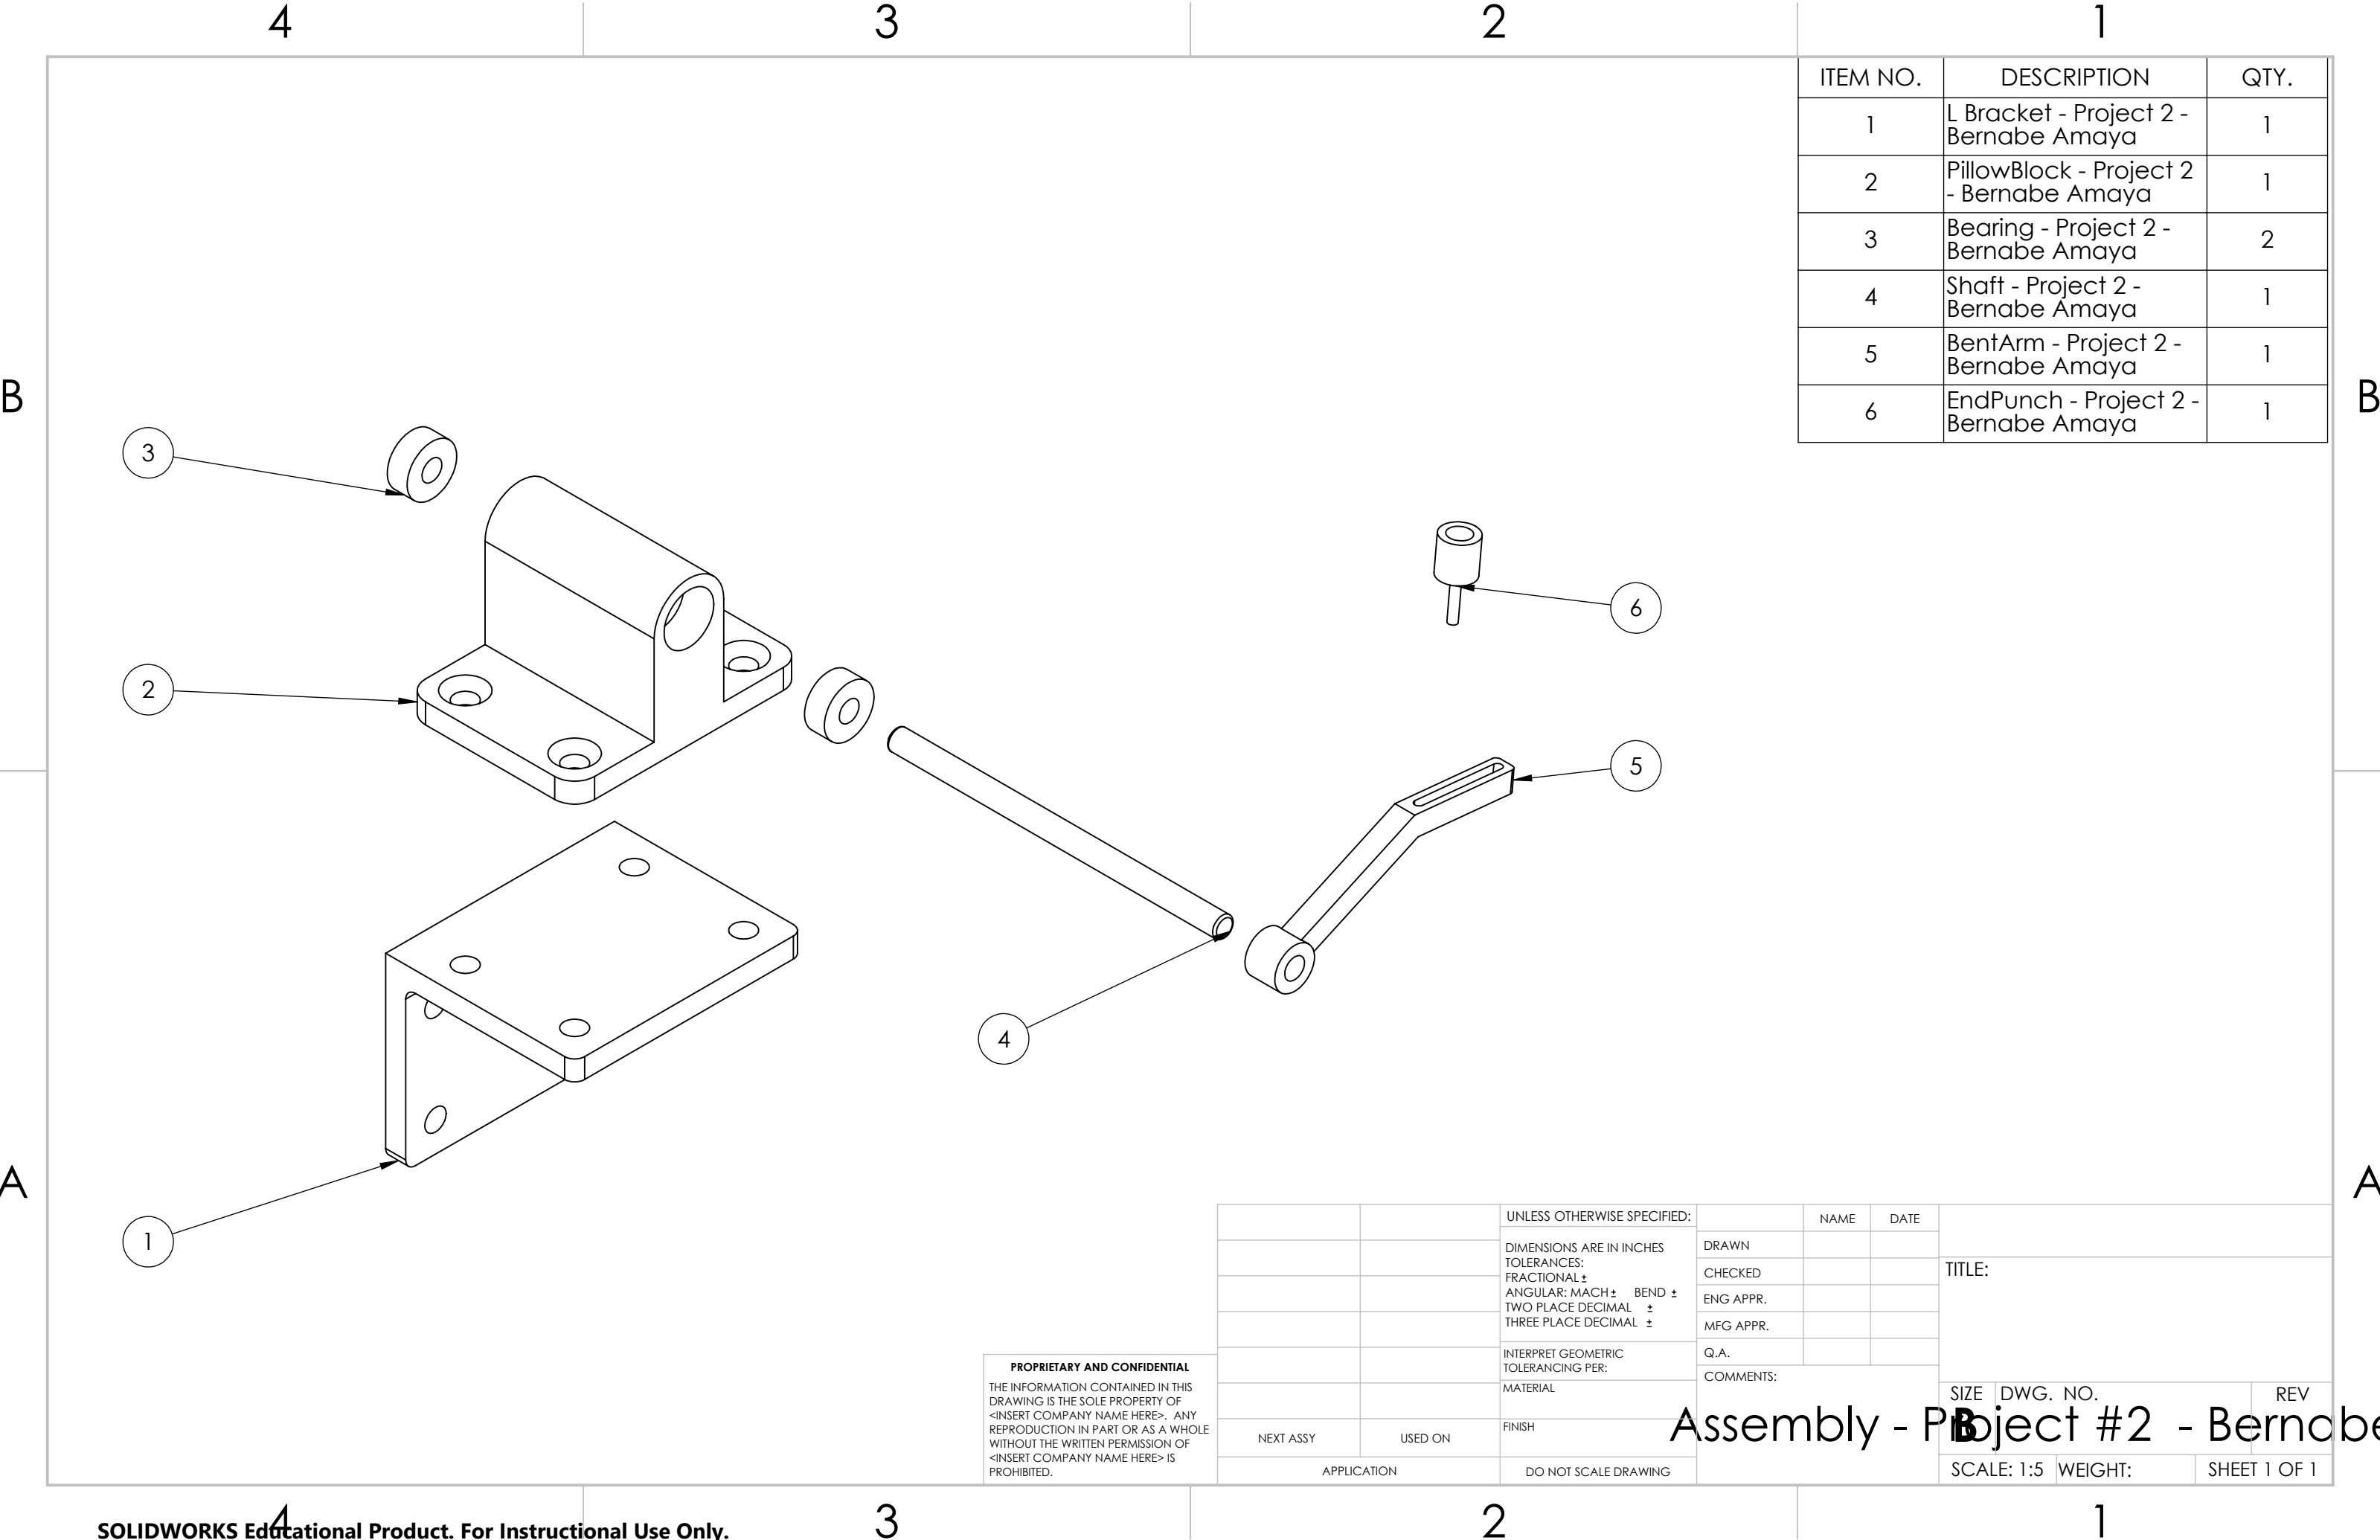 4 3 2 1
ITEM NO. DESCRIPTION QTY.
1 L Bracket - Project 2 - 1
Bernabe Amaya
2 PillowBlock - Project 2 1
- Bernabe Amaya
3 Bearing - Project 2 - 2
Bernabe Amaya
4 Shaft - Project 2 - 1
Bernabe Amaya
5 BentArm - Project 2 - 1
Bernabe Amaya
6 EndPunch - Project 2 - 1
Bernabe Amaya
B B
3
6
2
5
4
A A
1
UNLESS OTHERWISE SPECIFIED:
DIMENSIONS ARE IN INCHES
TOLERANCES:
FRACTIONAL ±
ANGULAR: MACH ± BEND ±
TWO PLACE DECIMAL ±
THREE PLACE DECIMAL ±
INTERPRET GEOMETRIC
TOLERANCING PER:
MATERIAL
FINISH
DO NOT SCALE DRAWING
NAME DATE
DRAWN
CHECKED
ENG APPR.
MFG APPR.
Q.A.
COMMENTS:
TITLE:
SIZE DWG. NO. REV
B
Assembly - Project #2 - Bernabe
SCALE: 1:5 WEIGHT: SHEET 1 OF 1
PROPRIETARY AND CONFIDENTIAL
THE INFORMATION CONTAINED IN THIS
DRAWING IS THE SOLE PROPERTY OF
<INSERT COMPANY NAME HERE>. ANY
REPRODUCTION IN PART OR AS A WHOLE
WITHOUT THE WRITTEN PERMISSION OF
<INSERT COMPANY NAME HERE> IS
PROHIBITED.
NEXT ASSY USED ON
APPLICATION
4 3 2 1
SOLIDWORKS Educational Product. For Instructional Use Only.